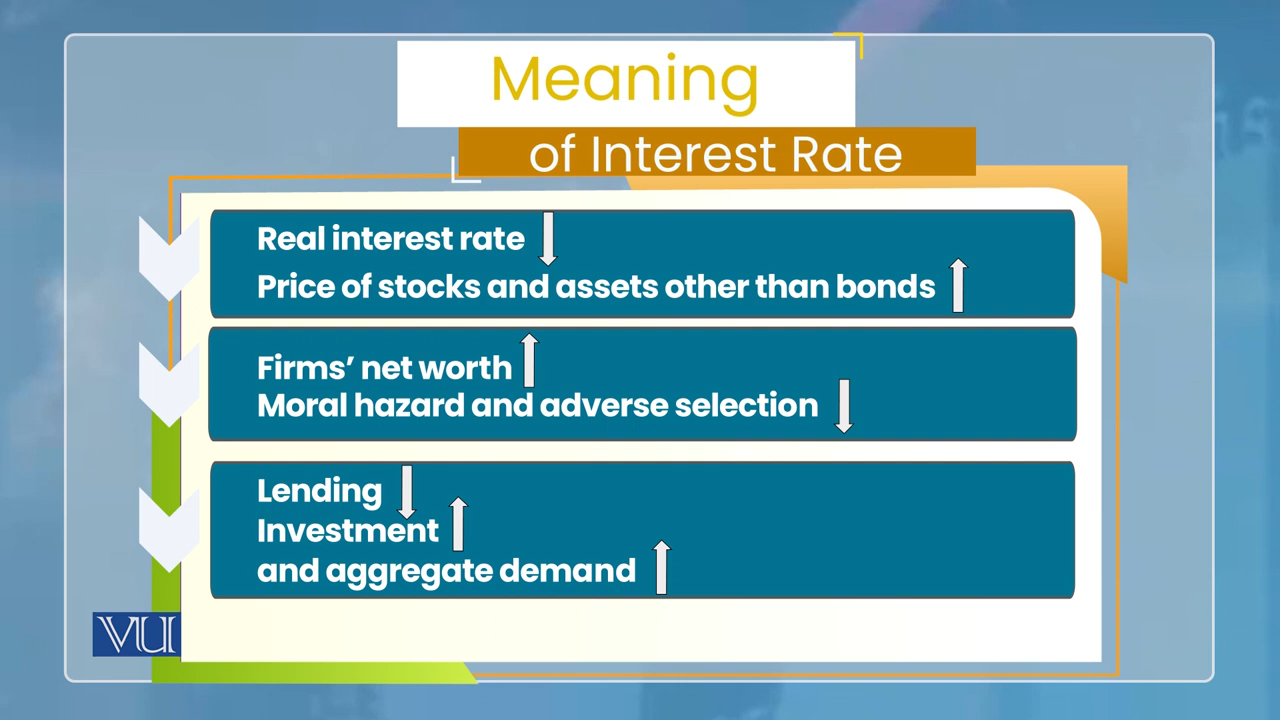 Meaning
of Interest Rate
Real interest rate
Price of stocks and assets other than bonds
Firms’ net worth
Moral hazard and adverse selection
Lending
Investment
and aggregate demand
VU